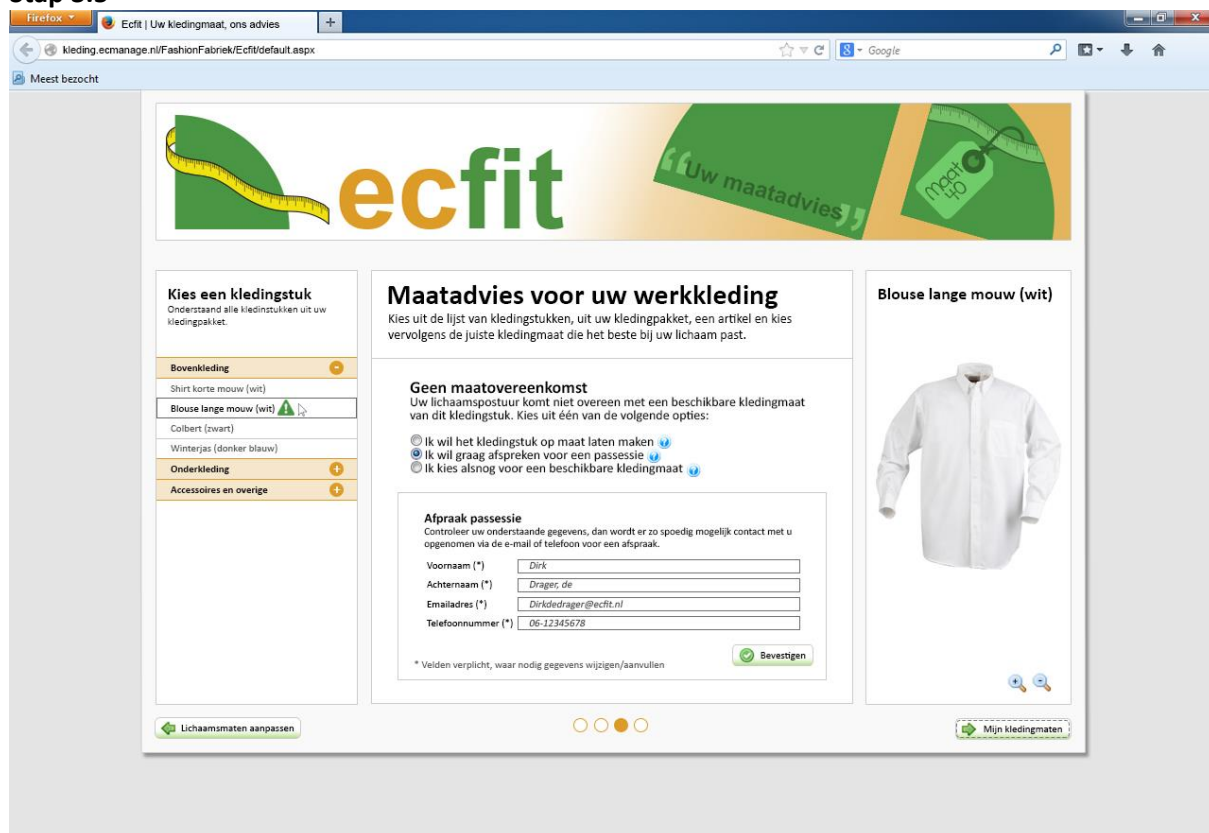 Firefox
Ecfit | Uw kledingmaat, ons advies
+
kleding.ecmanage.nl/FashionFabriek/Ecfit/default.aspx
Google
Meest bezocht
ecfit
“Uw maatadvies”
maat 40
Kies een kledingstuk
Onderstaand alle kledinstukken uit uw
kledingpakket.
Bovenkleding
Shirt korte mouw (wit)
Blouse lange mouw (wit)
Colbert (zwart)
Winterjas (donker blauw)
Onderkleding
Accessoires en overige
Maatadvies voor uw werkkleding
Kies uit de lijst van kledingstukken, uit uw kledingpakket, een artikel en kies
vervolgens de juiste kledingmaat die het beste bij uw lichaam past.
Geen maatovereenkomst
Uw lichaamspostuur komt niet overeen met een beschikbare kledingmaat
van dit kledingstuk. Kies uit één van de volgende opties:
Ik wil het kledingstuk op maat laten maken
Ik wil graag afspreken voor een passessie
Ik kies alsnog voor een beschikbare kledingmaat
Afpraak passessie
Controleer uw onderstaande gegevens, dan wordt er zo spoedig mogelijk contact met u
opgenomen via de e-mail of telefoon voor een afspraak.
Voornaam (*) Dirk
Achternaam (*) Drager, de
Emailadres (*) Dirkdedrager@ecfit.nl
Telefoonnummer (*) 06-12345678
* Velden verplicht, waar nodig gegevens wijzigen/aanvullen
Bevestigen
Blouse lange mouw (wit)
Lichaamsmaten aanpassen
Mijn kledingmaten